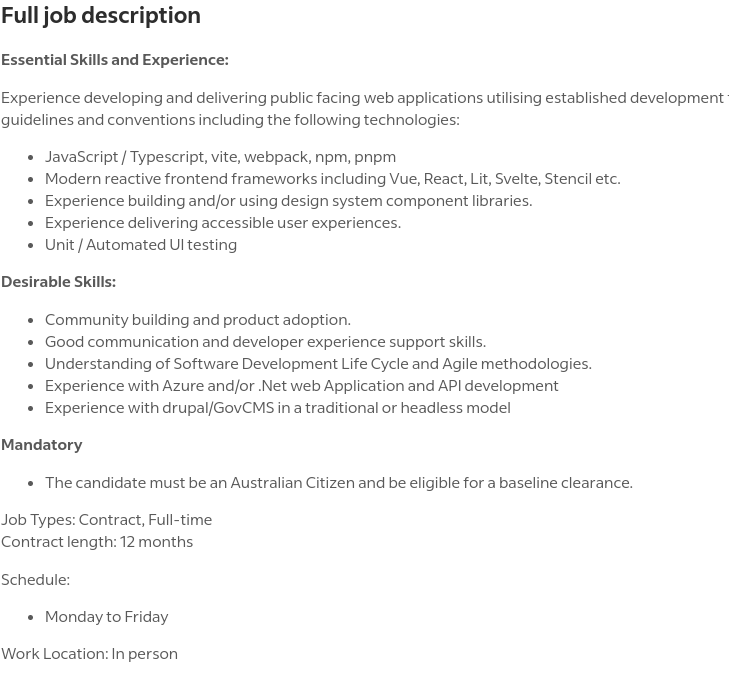 Full job description
Essential Skills and Experience:
Experience developing and delivering public facing web applications utilising established development
guidelines and conventions including the following technologies:
• JavaScript / Typescript, vite, webpack, npm, pnpm
• Modern reactive frontend frameworks including Vue, React, Lit, Svelte, Stencil etc.
• Experience building and/or using design system component libraries.
• Experience delivering accessible user experiences.
• Unit / Automated UI testing
Desirable Skills:
• Community building and product adoption.
• Good communication and developer experience support skills.
• Understanding of Software Development Life Cycle and Agile methodologies.
• Experience with Azure and/or .Net web Application and API development
• Experience with drupal/GovCMS in a traditional or headless model
Mandatory
• The candidate must be an Australian Citizen and be eligible for a baseline clearance.
Job Types: Contract, Full-time
Contract length: 12 months
Schedule:
• Monday to Friday
Work Location: In person